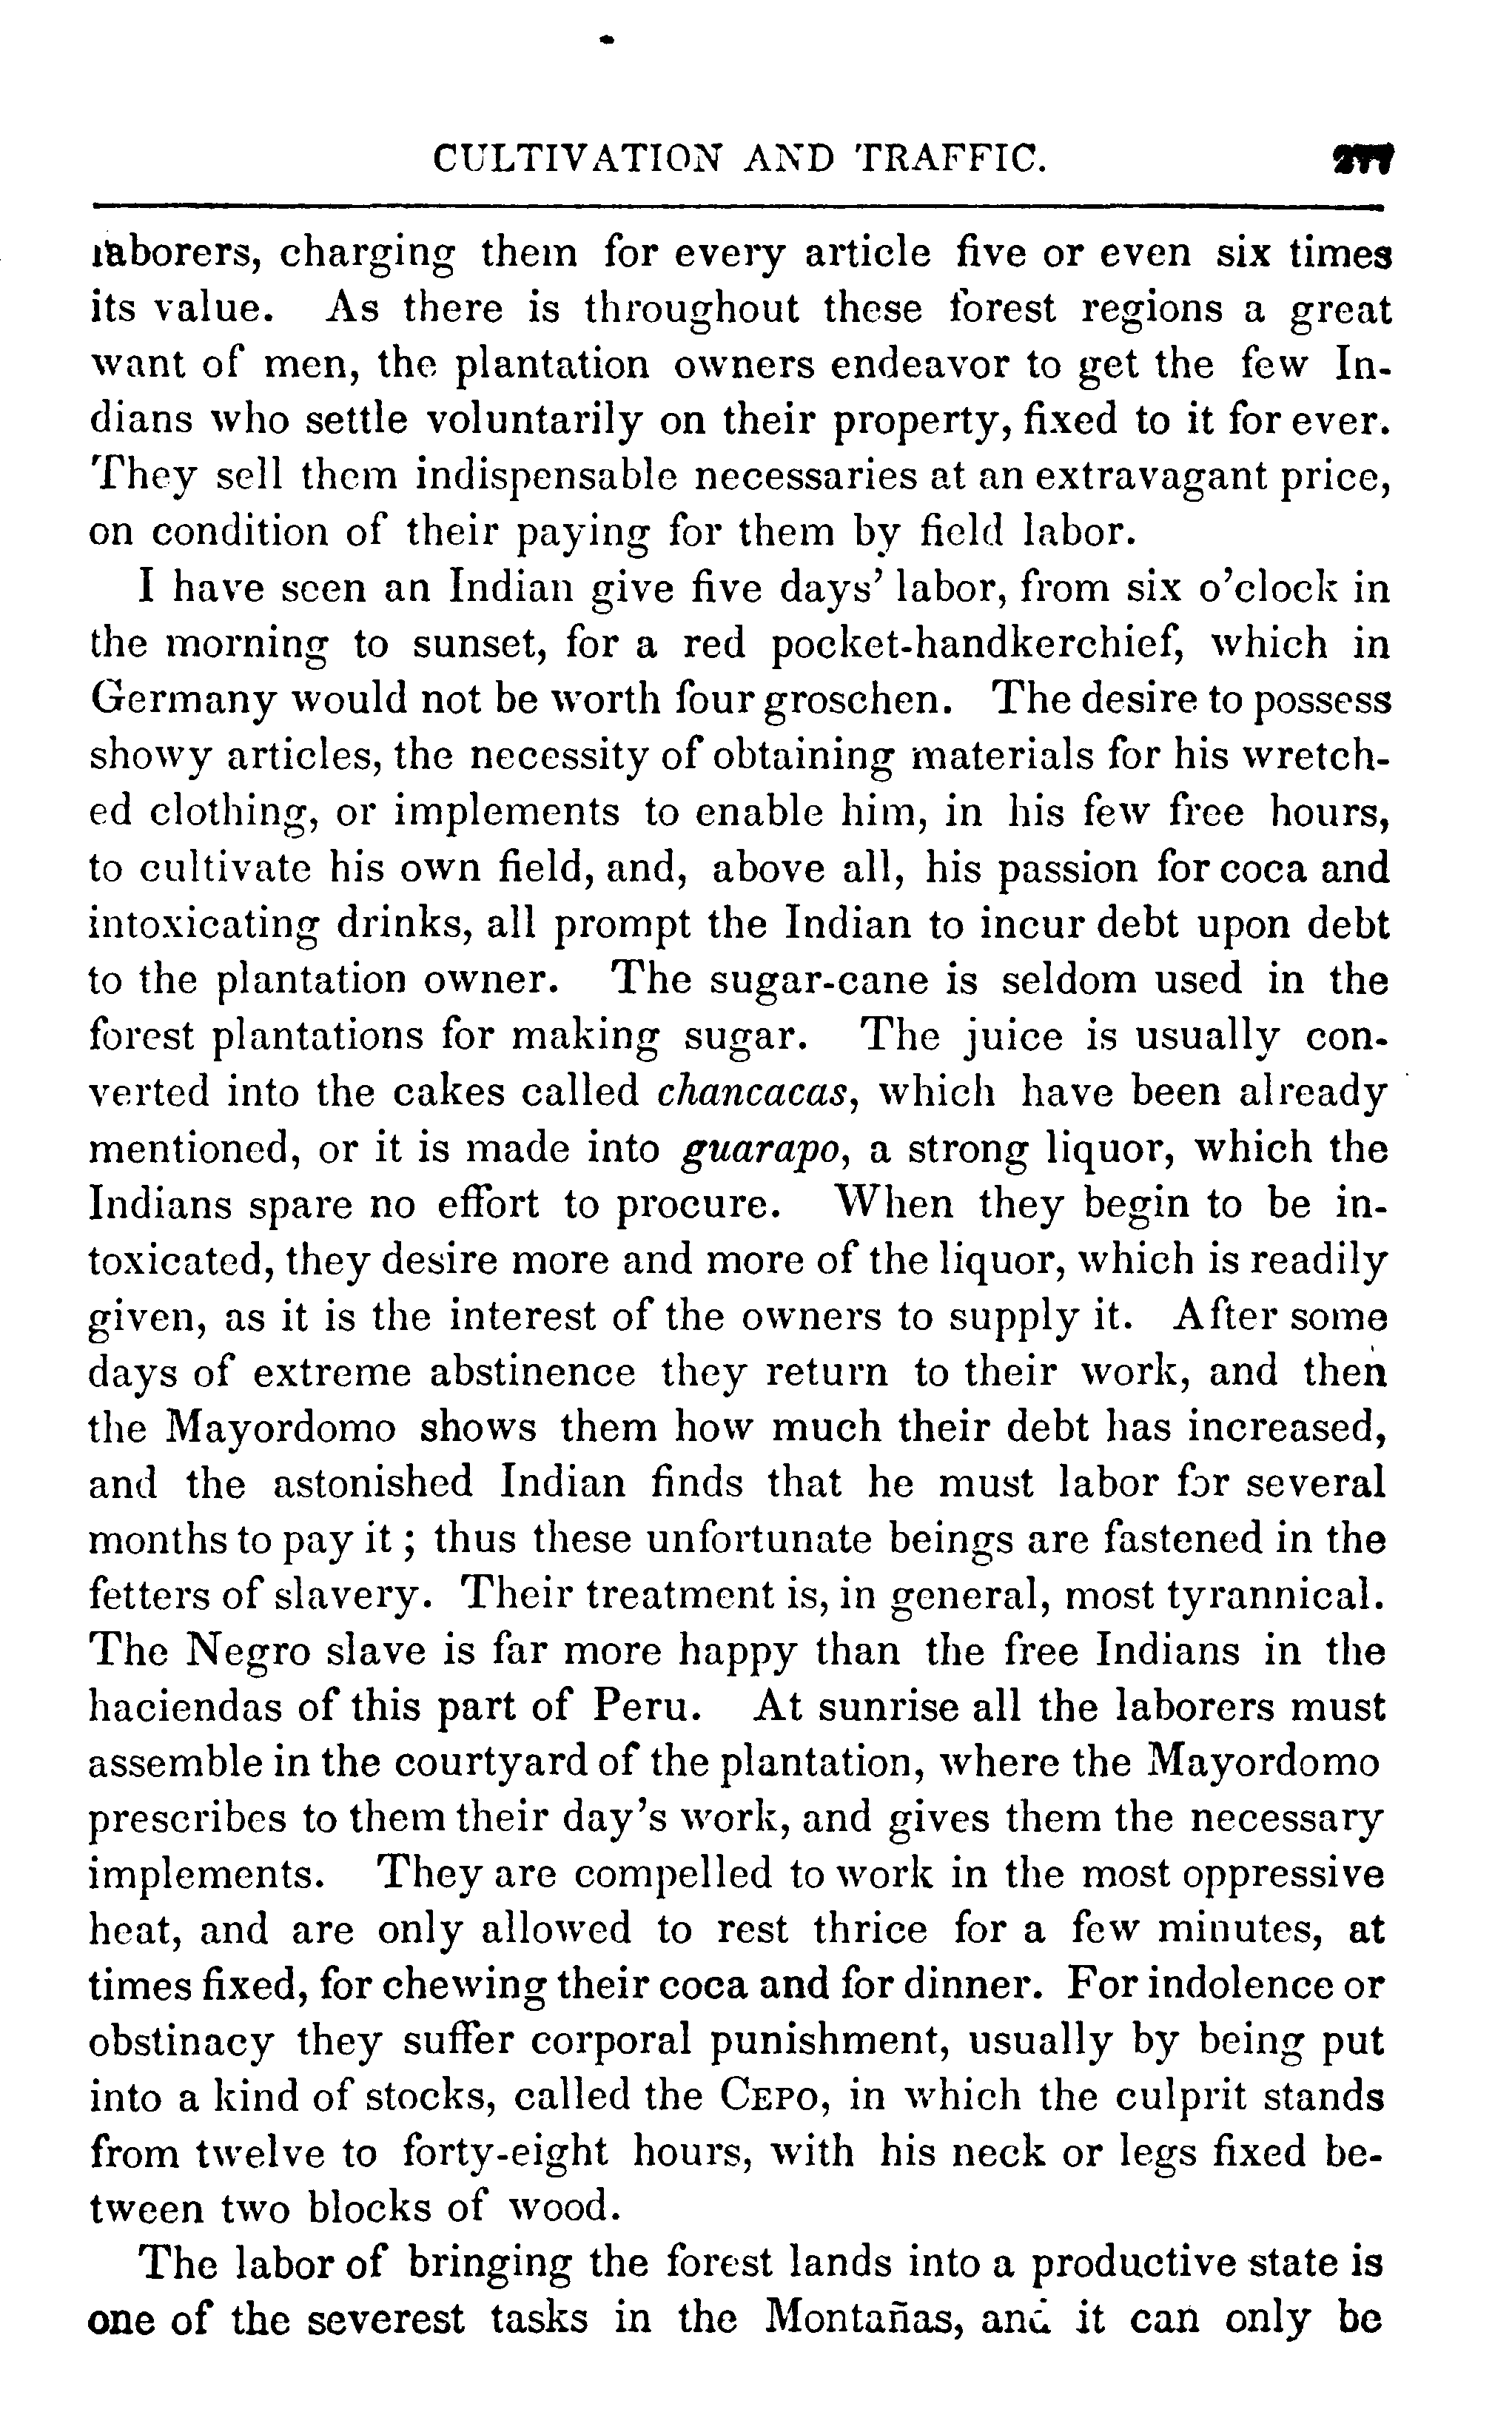 CULTIVATION AND TRAFFIC. 277
laborers, charging them for every article five or even six times
its value. As there is throughout these forest regions a great
want of men, the plantation owners endeavor to get the few In-
dians who settle voluntarily on their property, fixed to it for ever.
They sell them indispensable necessaries at an extravagant price,
on condition of their paying for them by field labor.
I have seen an Indian give five days' labor, from six o'clock in
the morning to sunset, for a red pocket-handkerchief, which in
Germany would not be worth four groschen. The desire to possess
showy articles, the necessity of obtaining materials for his wretch-
ed clothing, or implements to enable him, in his few free hours,
to cultivate his own field, and, above all, his passion for coca and
intoxicating drinks, all prompt the Indian to incur debt upon debt
to the plantation owner. The sugar-cane is seldom used in the
forest plantations for making sugar. The juice is usually con-
verted into the cakes called chancacas, which have been already
mentioned, or it is made into guarapo, a strong liquor, which the
Indians spare no effort to procure. When they begin to be in-
toxicated, they desire more and more of the liquor, which is readily
given, as it is the interest of the owners to supply it. After some
days of extreme abstinence they return to their work, and then
the Mayordomo shows them how much their debt has increased,
and the astonished Indian finds that he must labor for several
months to pay it ; thus these unfortunate beings are fastened in the
fetters of slavery. Their treatment is, in general, most tyrannical.
The Negro slave is far more happy than the free Indians in the
haciendas of this part of Peru. At sunrise all the laborers must
assemble in the courtyard of the plantation, where the Mayordomo
prescribes to them their day's work, and gives them the necessary
implements. They are compelled to work in the most oppressive
heat, and are only allowed to rest thrice for a few minutes, at
times fixed, for chewing their coca and for dinner. For indolence or
obstinacy they suffer corporal punishment, usually by being put
into a kind of stocks, called the CEPO, in which the culprit stands
from twelve to forty-eight hours, with his neck or legs fixed be-
tween two blocks of wood.
The labor of bringing the forest lands into a productive state is
one of the severest tasks in the Montañas, and it can only be